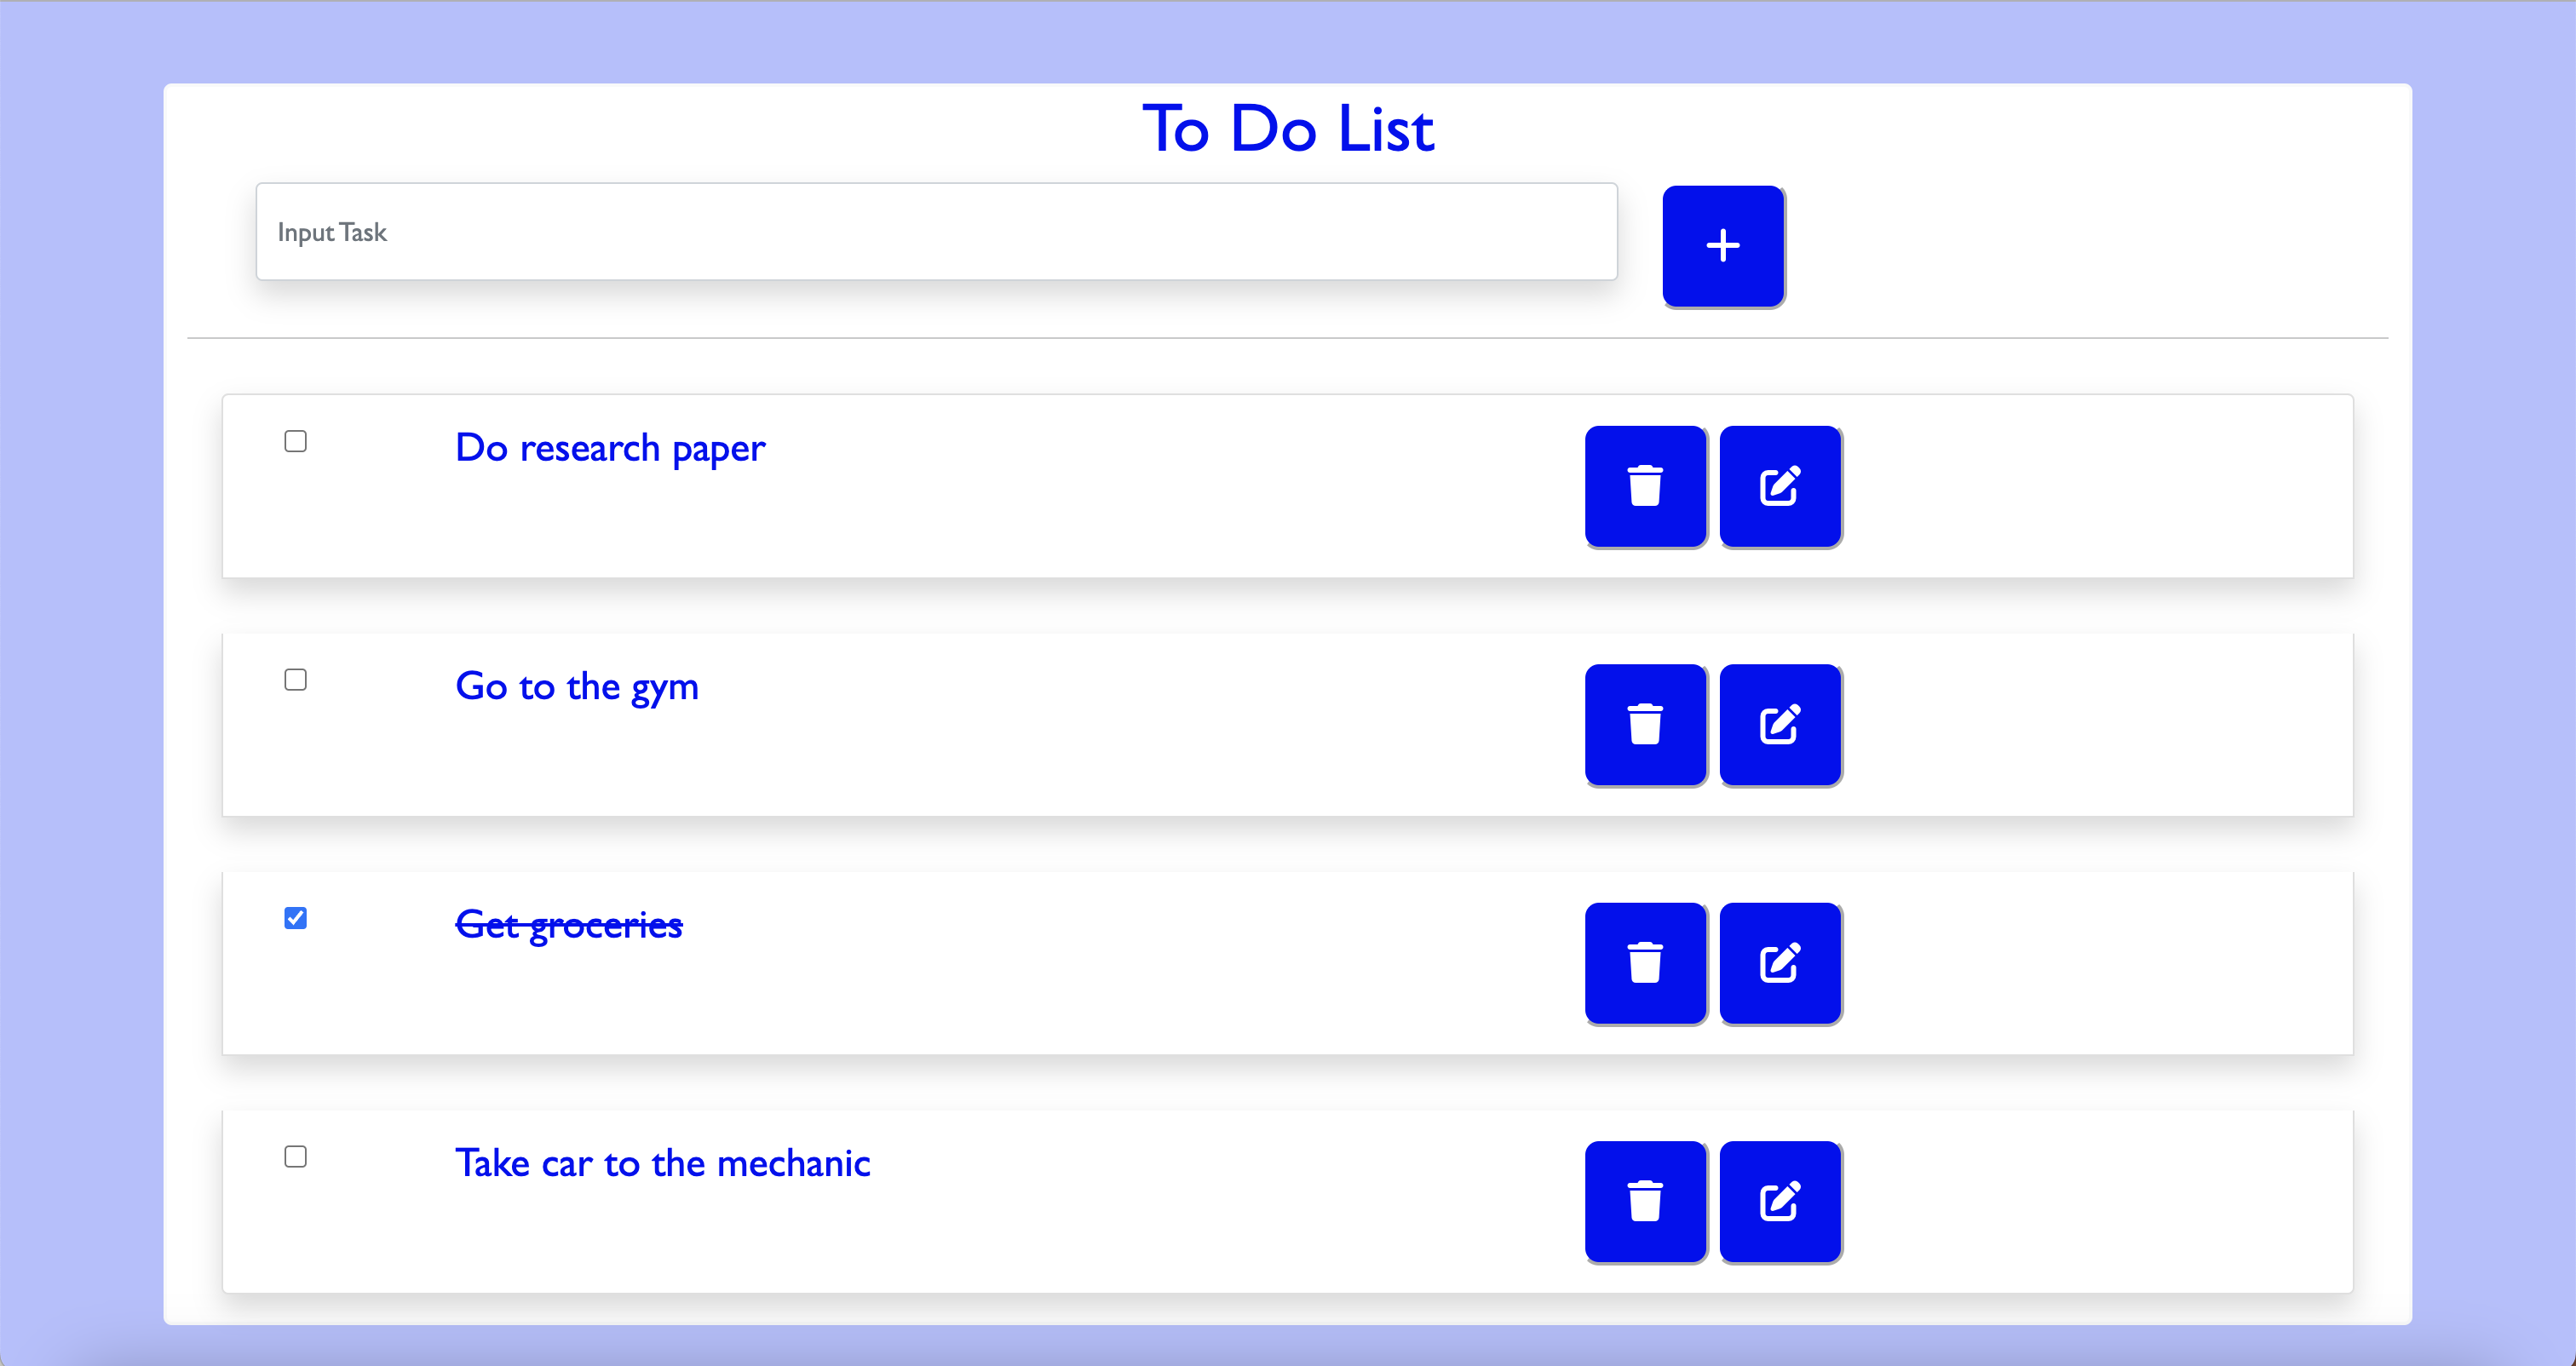 To Do List
Input Task
Do research paper
Go to the gym
Get groceries
Take car to the mechanic